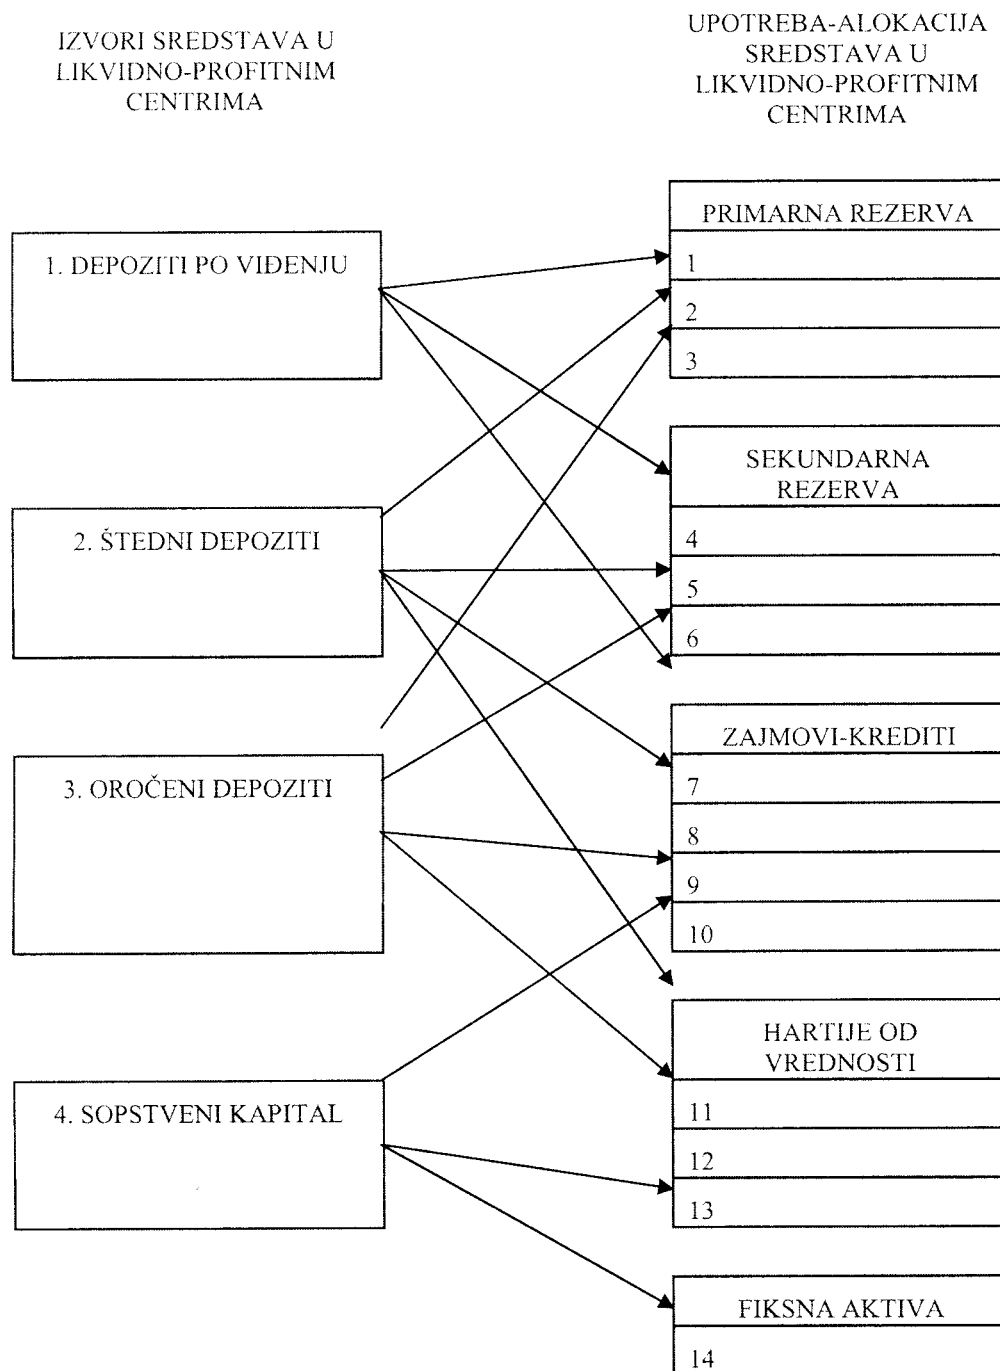 IZVORI SREDSTAVA U
LIKVIDNO-PROFITNIM
CENTRIMA
UPOTREBA-ALOKACIJA
SREDSTAVA U
LIKVIDNO-PROFITNIM
CENTRIMA
1. DEPOZITI PO VIĐENJU
2. ŠTEDNI DEPOZITI
3. OROČENI DEPOZITI
4. SOPSTVENI KAPITAL
PRIMARNA REZERVA
1
2
3
SEKUNDARNA
REZERVA
4
5
6
ZAJMOVI-KREDITI
7
8
9
10
HARTIJE OD
VREDNOSTI
11
12
13
FIKSNA AKTIVA
14